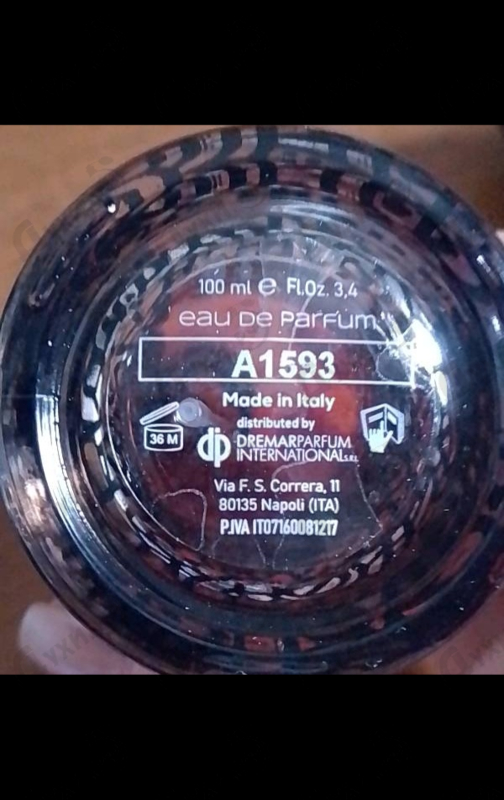 100 ml ℮ Fl.Oz. 3,4
eau De Parfum
A1593
Made in Italy
36 M
distributed by
DREMARPARFUM
INTERNATIONAL S.R.L.
Via F. S. Correra, 11
80135 Napoli (ITA)
P.IVA IT07160081217